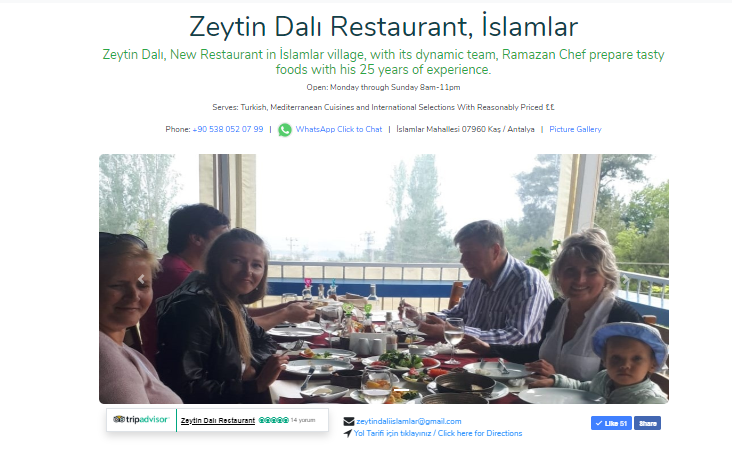 Zeytin Dalı Restaurant, İslamlar
Zeytin Dalı, New Restaurant in İslamlar village, with its dynamic team, Ramazan Chef prepare tasty
foods with his 25 years of experience.
Open: Monday through Sunday 8am-11pm
Serves: Turkish, Mediterranean Cuisines and International Selections With Reasonably Priced ££
Phone: +90 538 052 07 99 | WhatsApp Click to Chat | İslamlar Mahallesi 07960 Kaş / Antalya | Picture Gallery
tripadvisor Zeytin Dalı Restaurant 14 yorum
zeytindaliislamlar@gmail.com
Like 51 Share
Yol Tarifi için tıklayınız / Click here for Directions